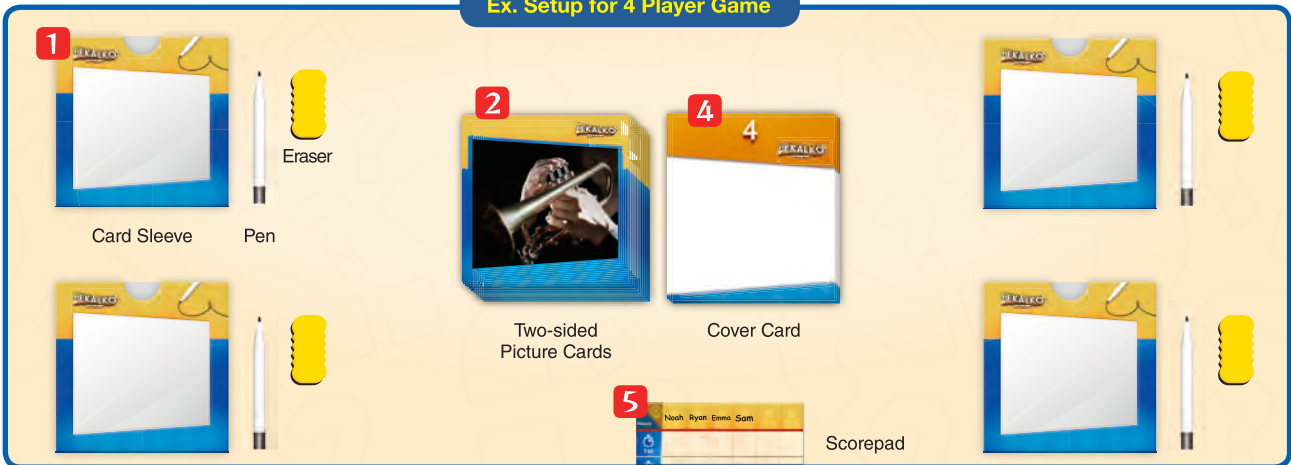 Ex. Setup for 4 Player Game
1
Eraser
Card Sleeve
Pen
2
4
4
Two-sided
Picture Cards
Cover Card
5
Noah Ryan Emma Sam
Scorepad